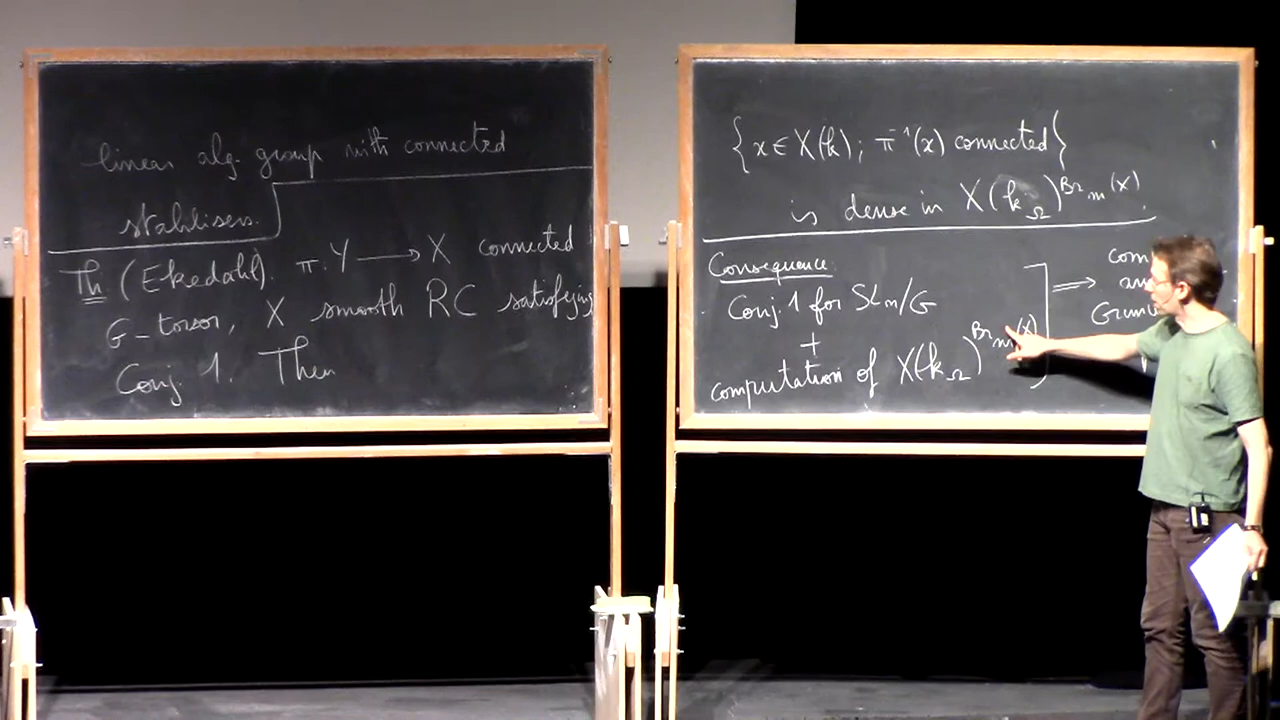 linear alg. group with connected
stabilisers.
Th (Ekedahl). π: Y → X connected
G-torsor, X smooth RC satisfying
Conj. 1. Then
{x ∈ X(k); π⁻¹(x) connected}
is dense in X(k_Ω)^{Br_nr(X)}.
Consequence:
Conj. 1 for SL_n/G
+
computation of X(k_Ω)^{Br_nr(X)}
⟹